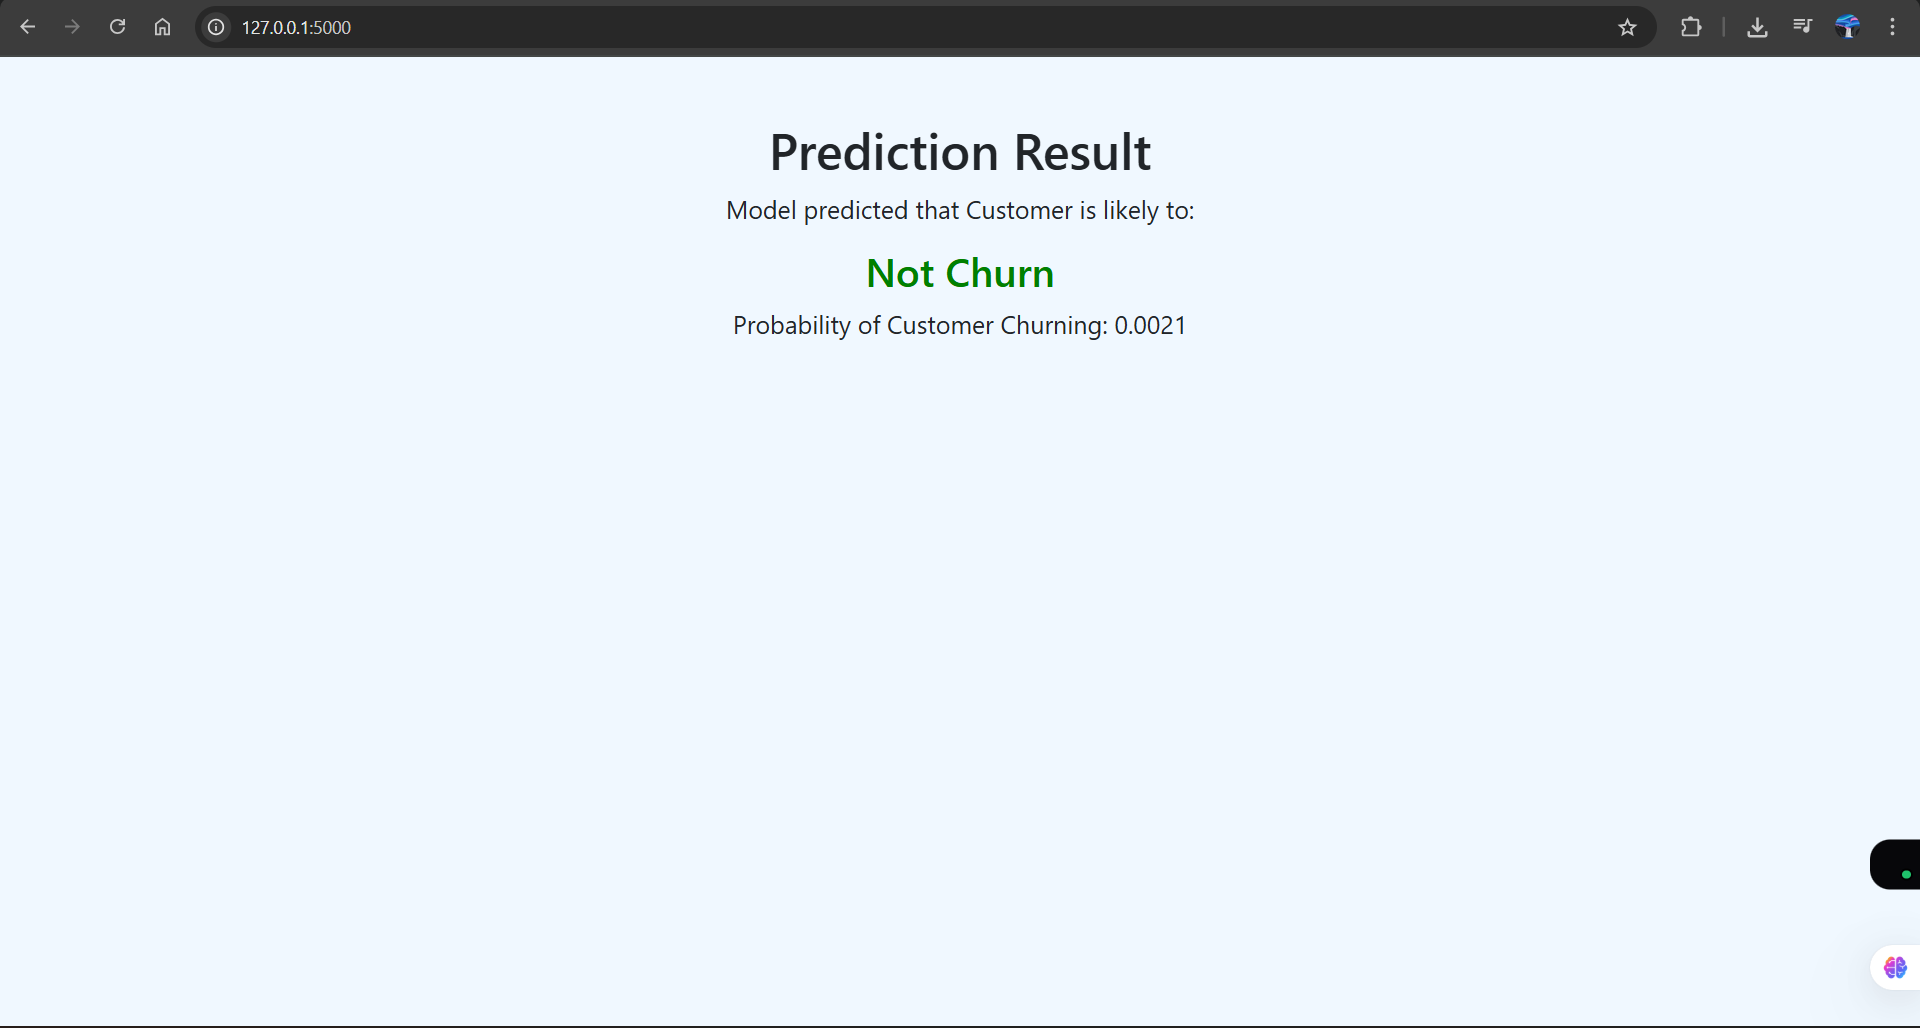 127.0.0.1:5000
Prediction Result
Model predicted that Customer is likely to:
Not Churn
Probability of Customer Churning: 0.0021